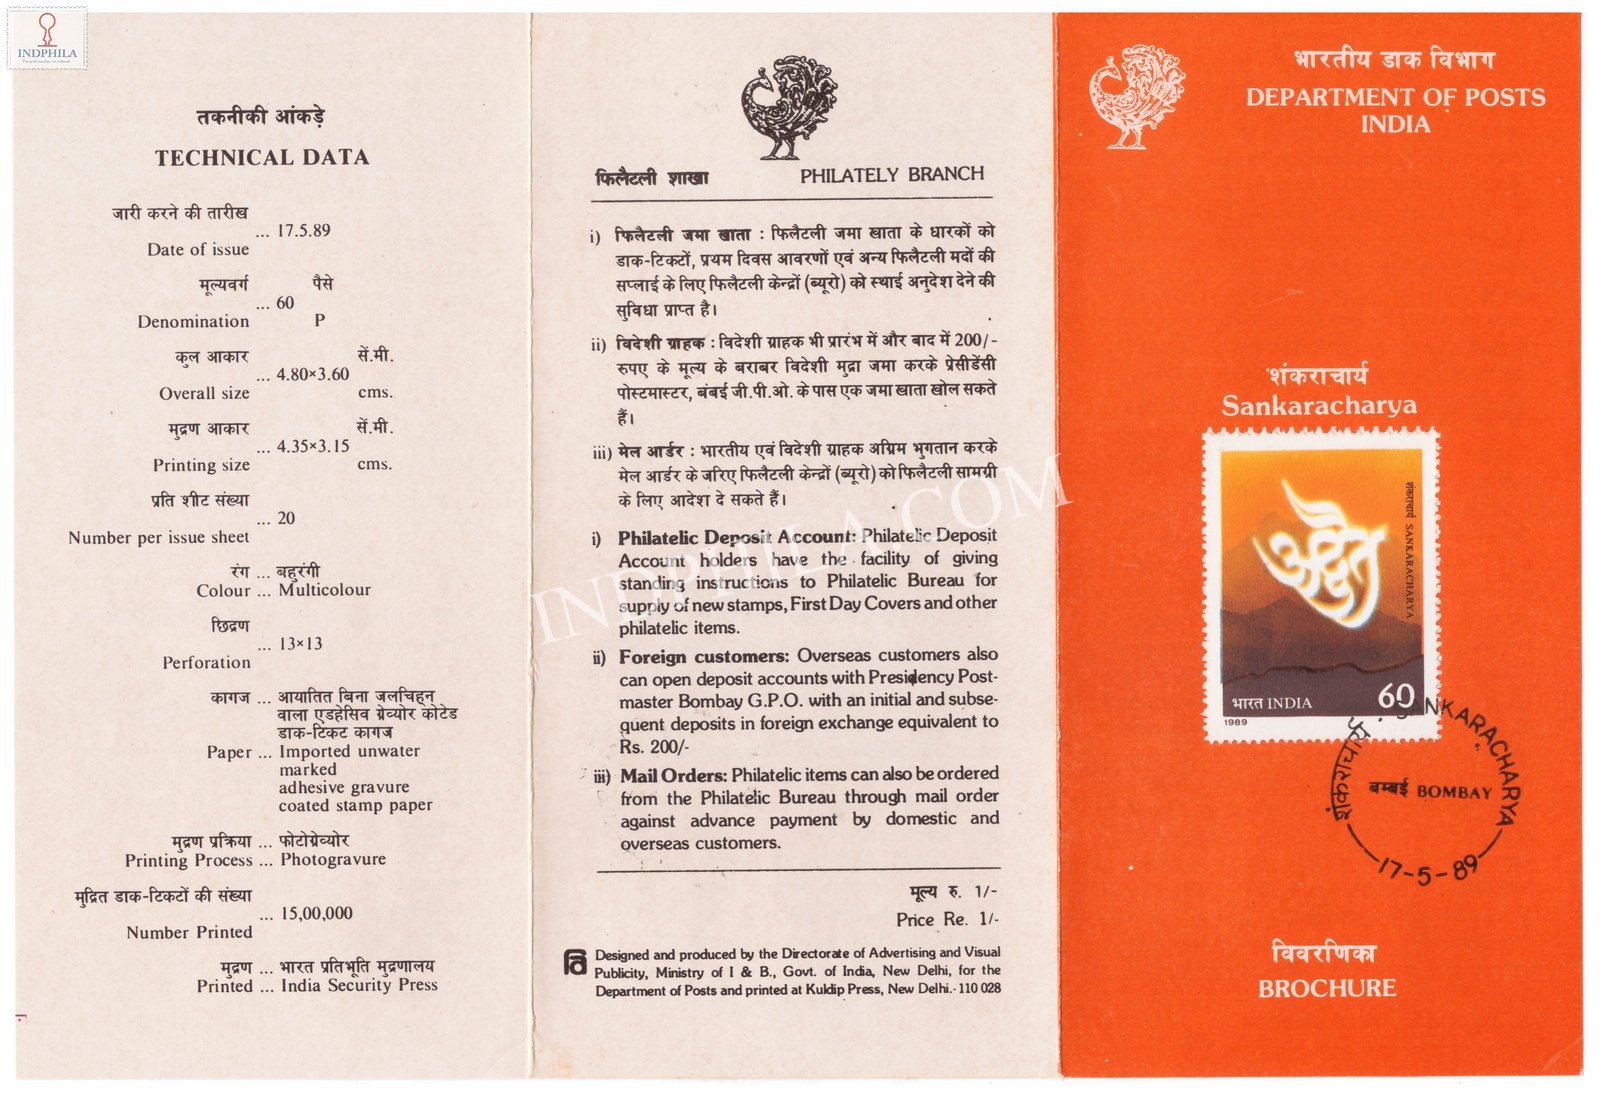 INDPHILA
तकनीकी आंकड़े
TECHNICAL DATA
जारी करने की तारीख
... 17.5.89
Date of issue
मूल्यवर्ग पैसे
... 60
Denomination P
कुल आकार सें.मी.
... 4.80×3.60
Overall size cms.
मुद्रण आकार सें.मी.
... 4.35×3.15
Printing size cms.
प्रति शीट संख्या
... 20
Number per issue sheet
रंग ... बहुरंगी
Colour ... Multicolour
छिद्रण
... 13×13
Perforation
कागज ... आयातित बिना जलचिह्न
वाला एडहेसिव ग्रेव्योर कोटेड
डाक-टिकट कागज
Paper ... Imported unwater
marked
adhesive gravure
coated stamp paper
मुद्रण प्रक्रिया ... फोटोग्रेव्योर
Printing Process ... Photogravure
मुद्रित डाक-टिकटों की संख्या
... 15,00,000
Number Printed
मुद्रण ... भारत प्रतिभूति मुद्रणालय
Printed ... India Security Press
फिलैटली शाखा PHILATELY BRANCH
i) फिलैटली जमा खाता : फिलैटली जमा खाता के धारकों को
डाक-टिकटों, प्रथम दिवस आवरणों एवं अन्य फिलैटली मदों की
सप्लाई के लिए फिलैटली केन्द्रों (ब्यूरो) को स्थाई अनुदेश देने की
सुविधा प्राप्त है।
ii) विदेशी ग्राहक : विदेशी ग्राहक भी प्रारंभ में और बाद में 200/-
रुपए के मूल्य के बराबर विदेशी मुद्रा जमा करके प्रेसीडेंसी
पोस्टमास्टर, बंबई जी.पी.ओ. के पास एक जमा खाता खोल सकते
हैं।
iii) मेल आर्डर : भारतीय एवं विदेशी ग्राहक अग्रिम भुगतान करके
मेल आर्डर के जरिए फिलैटली केन्द्रों (ब्यूरो) को फिलैटली सामग्री
के लिए आदेश दे सकते हैं।
i) Philatelic Deposit Account: Philatelic Deposit
Account holders have the facility of giving
standing instructions to Philatelic Bureau for
supply of new stamps, First Day Covers and other
philatelic items.
ii) Foreign customers: Overseas customers also
can open deposit accounts with Presidency Post-
master Bombay G.P.O. with an initial and subse-
quent deposits in foreign exchange equivalent to
Rs. 200/-
iii) Mail Orders: Philatelic items can also be ordered
from the Philatelic Bureau through mail order
against advance payment by domestic and
overseas customers.
मूल्य रु. 1/-
Price Re. 1/-
Designed and produced by the Directorate of Advertising and Visual
Publicity, Ministry of I & B., Govt. of India, New Delhi, for the
Department of Posts and printed at Kuldip Press, New Delhi.-110 028
INDPHILA.COM
भारतीय डाक विभाग
DEPARTMENT OF POSTS
INDIA
शंकराचार्य
Sankaracharya
अद्वैत
शंकराचार्य SANKARACHARYA
भारत INDIA 60
1989
शंकराचार्य . SANKARACHARYA
बम्बई BOMBAY
17-5-89
विवरणिका
BROCHURE